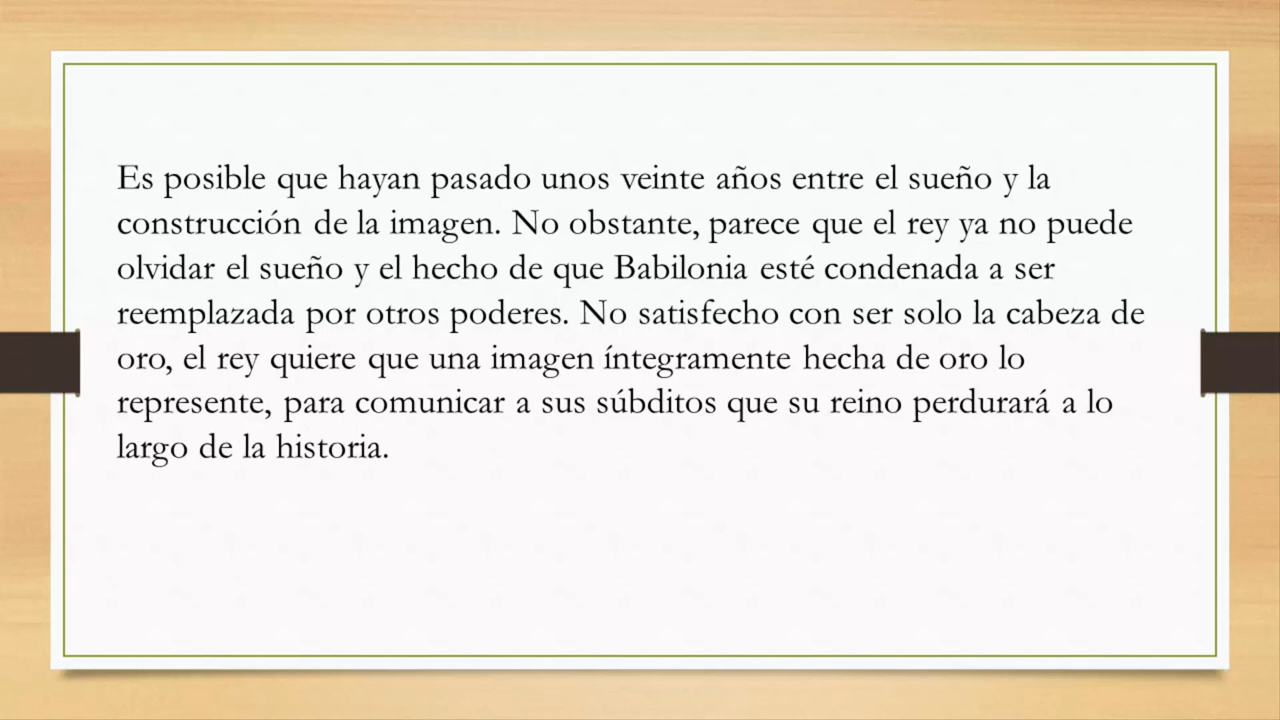 Es posible que hayan pasado unos veinte años entre el sueño y la
construcción de la imagen. No obstante, parece que el rey ya no puede
olvidar el sueño y el hecho de que Babilonia esté condenada a ser
reemplazada por otros poderes. No satisfecho con ser solo la cabeza de
oro, el rey quiere que una imagen íntegramente hecha de oro lo
represente, para comunicar a sus súbditos que su reino perdurará a lo
largo de la historia.